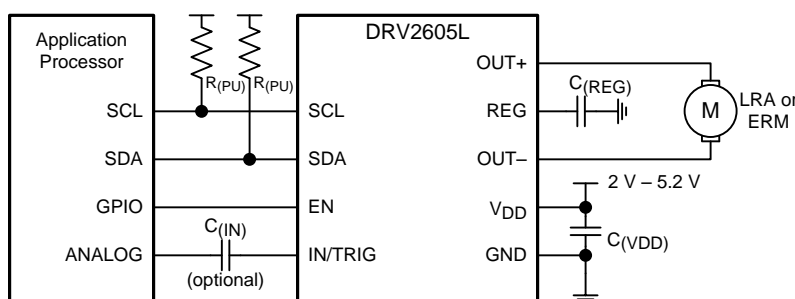 Application
Processor
DRV2605L
R(PU)
R(PU)
OUT+
C(REG)
SCL
SCL
REG
M
LRA or
ERM
SDA
SDA
OUT–
2 V – 5.2 V
GPIO
EN
VDD
C(IN)
C(VDD)
ANALOG
IN/TRIG
GND
(optional)